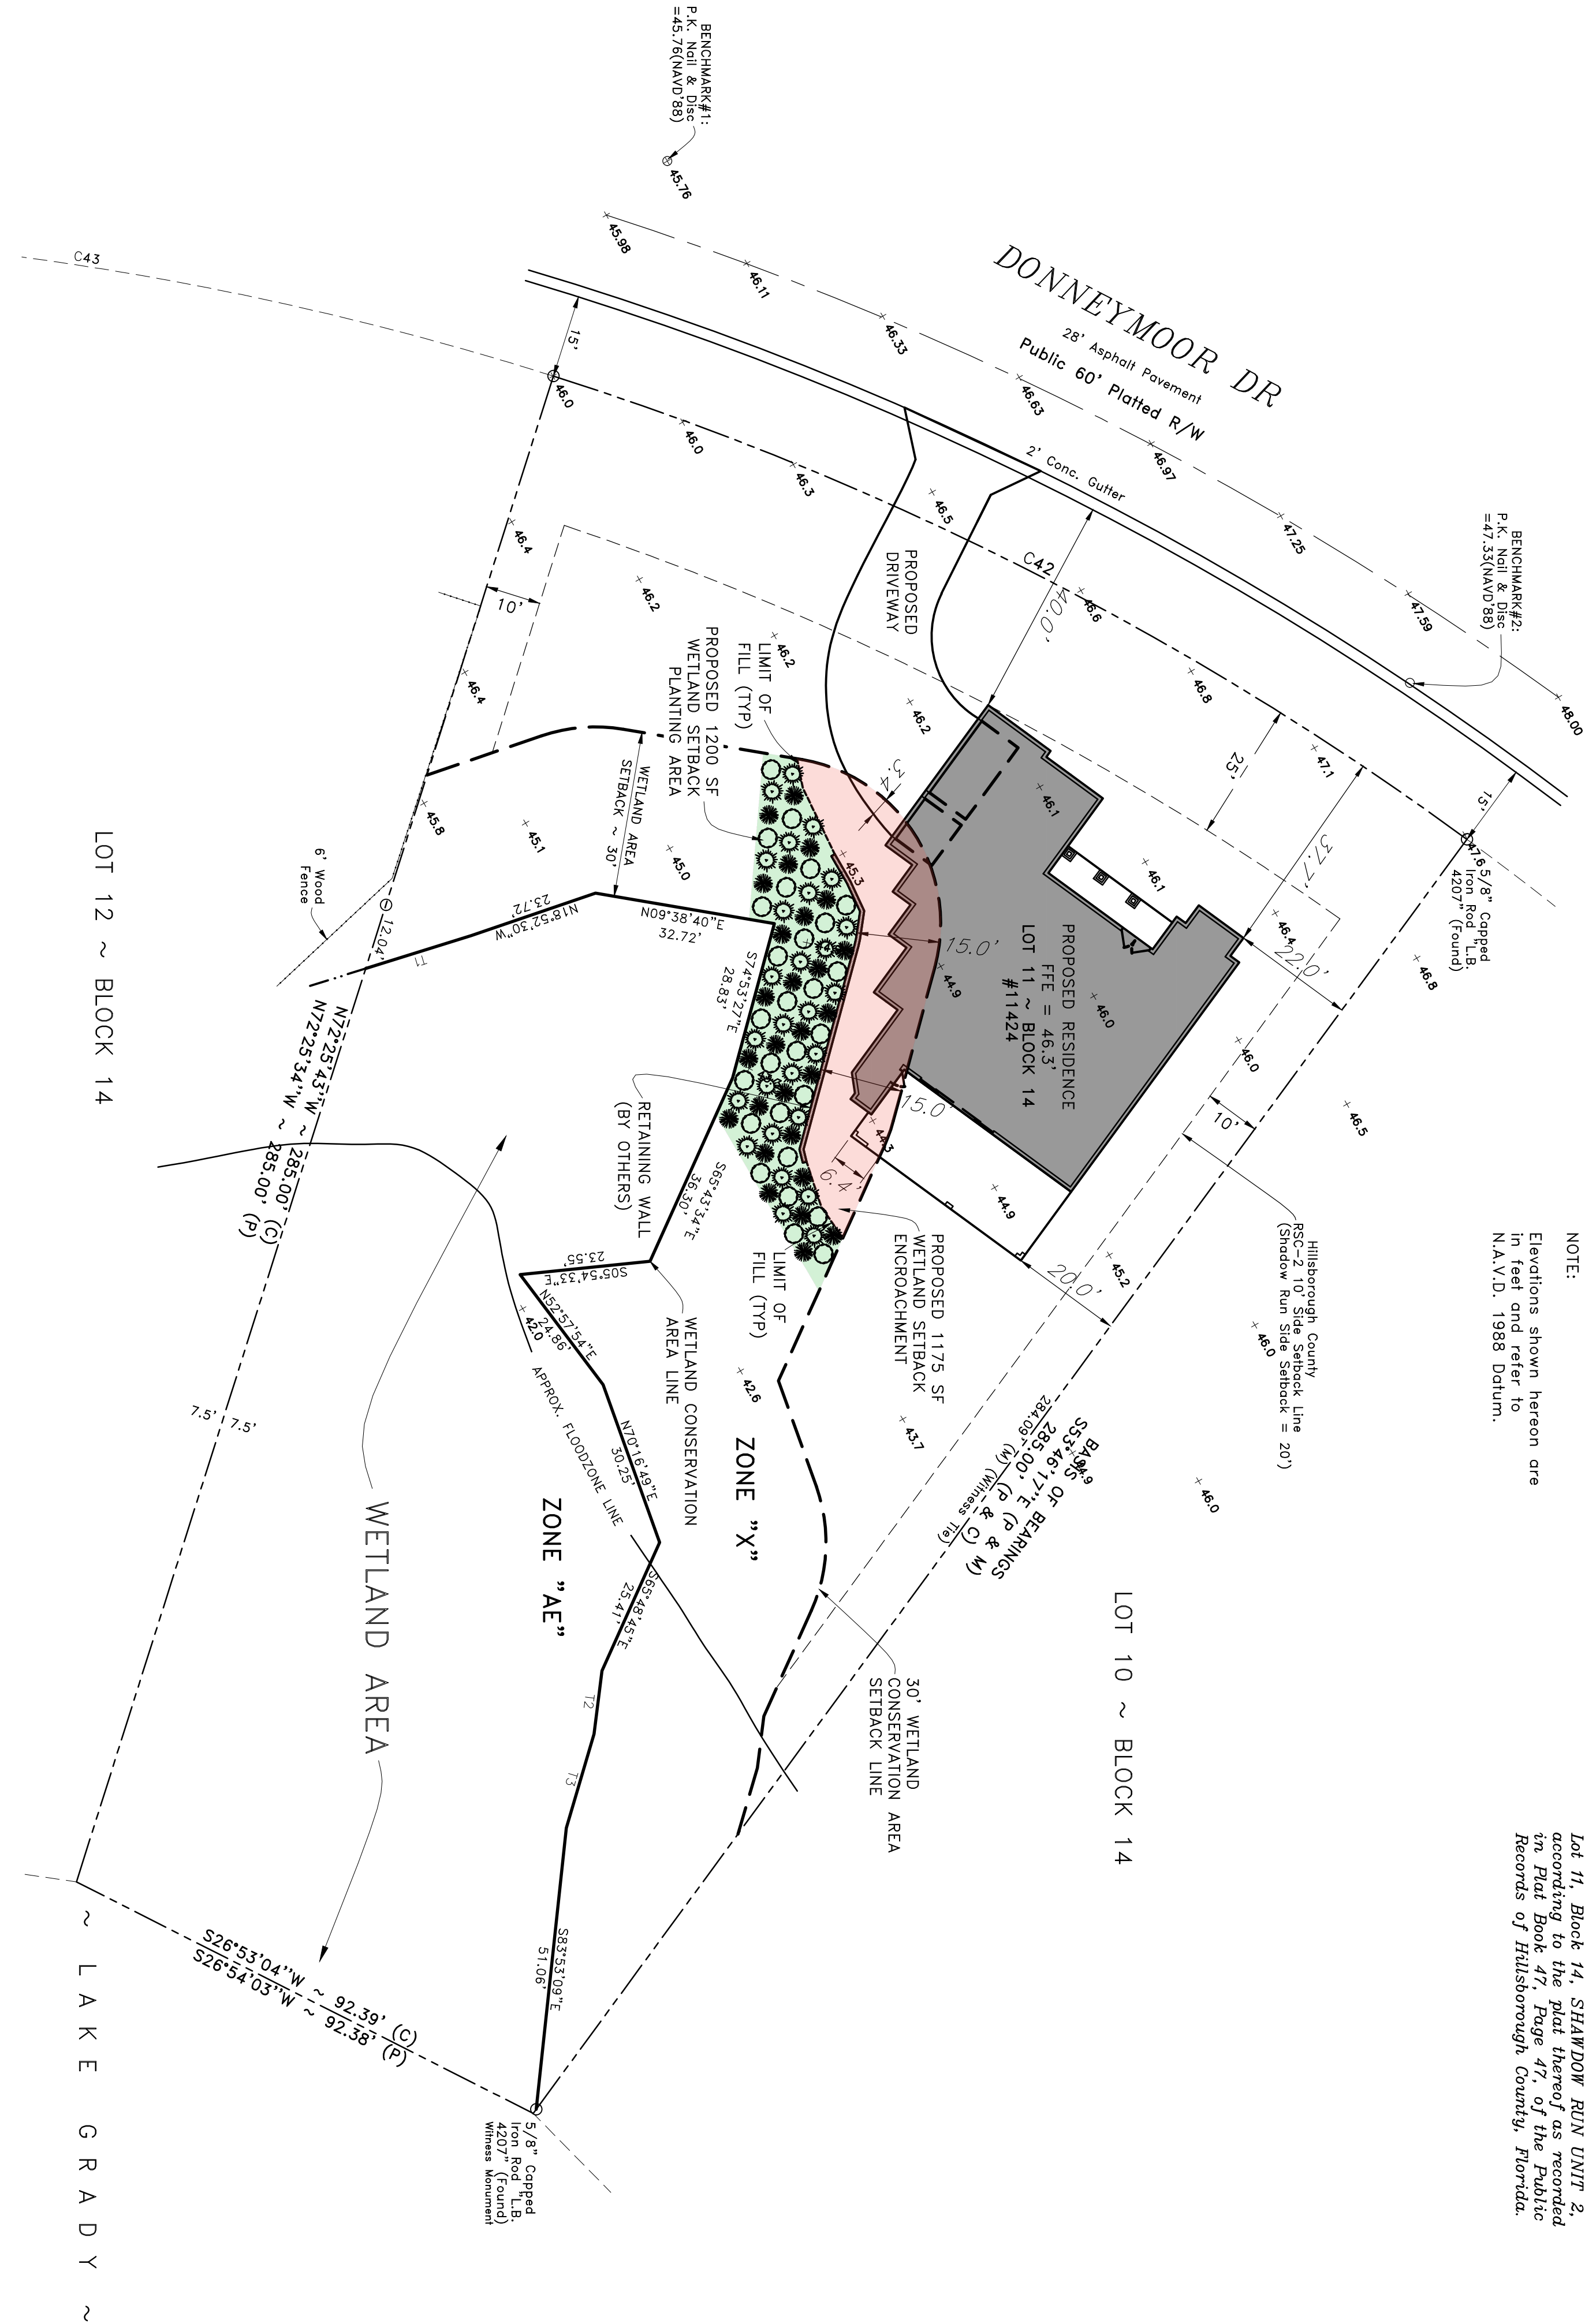 NOTE:
Elevations shown hereon are
in feet and refer to
N.A.V.D. 1988 Datum.
Lot 11, Block 14, SHAWDOW RUN UNIT 2,
according to the plat thereof as recorded
in Plat Book 47, Page 47, of the Public
Records of Hillsborough County, Florida.
BENCHMARK#1:
P.K. Nail & Disc
=45.76(NAVD'88)
45.76
BENCHMARK#2:
P.K. Nail & Disc
=47.33(NAVD'88)
DONNEYMOOR DR
28' Asphalt Pavement
Public 60' Platted R/W
2' Conc. Gutter
45.98
46.11
46.33
46.63
46.97
47.25
47.59
48.00
C43
15'
46.0
46.0
46.3
46.5
C42
46.6
46.8
47.1
15'
47.6
5/8" Capped
Iron Rod "L.B.
4207" (Found)
40.0'
25'
37.7'
22.0'
46.4
46.8
46.4
10'
46.2
46.2
46.2
46.4
PROPOSED
DRIVEWAY
LIMIT OF
FILL (TYP)
PROPOSED 1200 SF
WETLAND SETBACK
PLANTING AREA
WETLAND AREA
SETBACK ~ 30'
45.8
45.1
45.0
3.4
45.3
46.1
46.1
15.0'
44.9
PROPOSED RESIDENCE
FFE = 46.3'
LOT 11 ~ BLOCK 14
#11424
46.0
46.0
46.5
10'
15.0
44.3
6.4'
44.9
20.0'
45.2
46.0
Hillsborough County
RSC-2 10' Side Setback Line
(Shadow Run Side Setback = 20')
6' Wood
Fence
12.04'
T1
N18°52'30"W
23.72'
N09°38'40"E
32.72'
S74°53'27"E
28.83'
S65°43'34"E
36.30'
S05°54'33"E
23.55'
N52°57'54"E
24.86'
42.0
N70°16'49"E
30.25'
S65°48'45"E
25.41'
T2
T3
S83°53'09"E
51.06'
RETAINING WALL
(BY OTHERS)
LIMIT OF
FILL (TYP)
PROPOSED 1175 SF
WETLAND SETBACK
ENCROACHMENT
WETLAND CONSERVATION
AREA LINE
APPROX. FLOODZONE LINE
42.6
43.7
46.0
ZONE "X"
ZONE "AE"
BASIS OF BEARINGS
S53°46'17"E (P & M)
285.00' (P & C)
284.09' (M) (Witness Tie)
30' WETLAND
CONSERVATION AREA
SETBACK LINE
LOT 10 ~ BLOCK 14
LOT 12 ~ BLOCK 14
N72°25'43"W ~ 285.00' (C)
N72°25'34"W ~ 285.00' (P)
7.5'
7.5'
WETLAND AREA
S26°53'04"W ~ 92.39' (C)
S26°54'03"W ~ 92.38' (P)
5/8" Capped
Iron Rod "L.B.
4207" (Found)
Witness Monument
~ LAKE GRADY ~